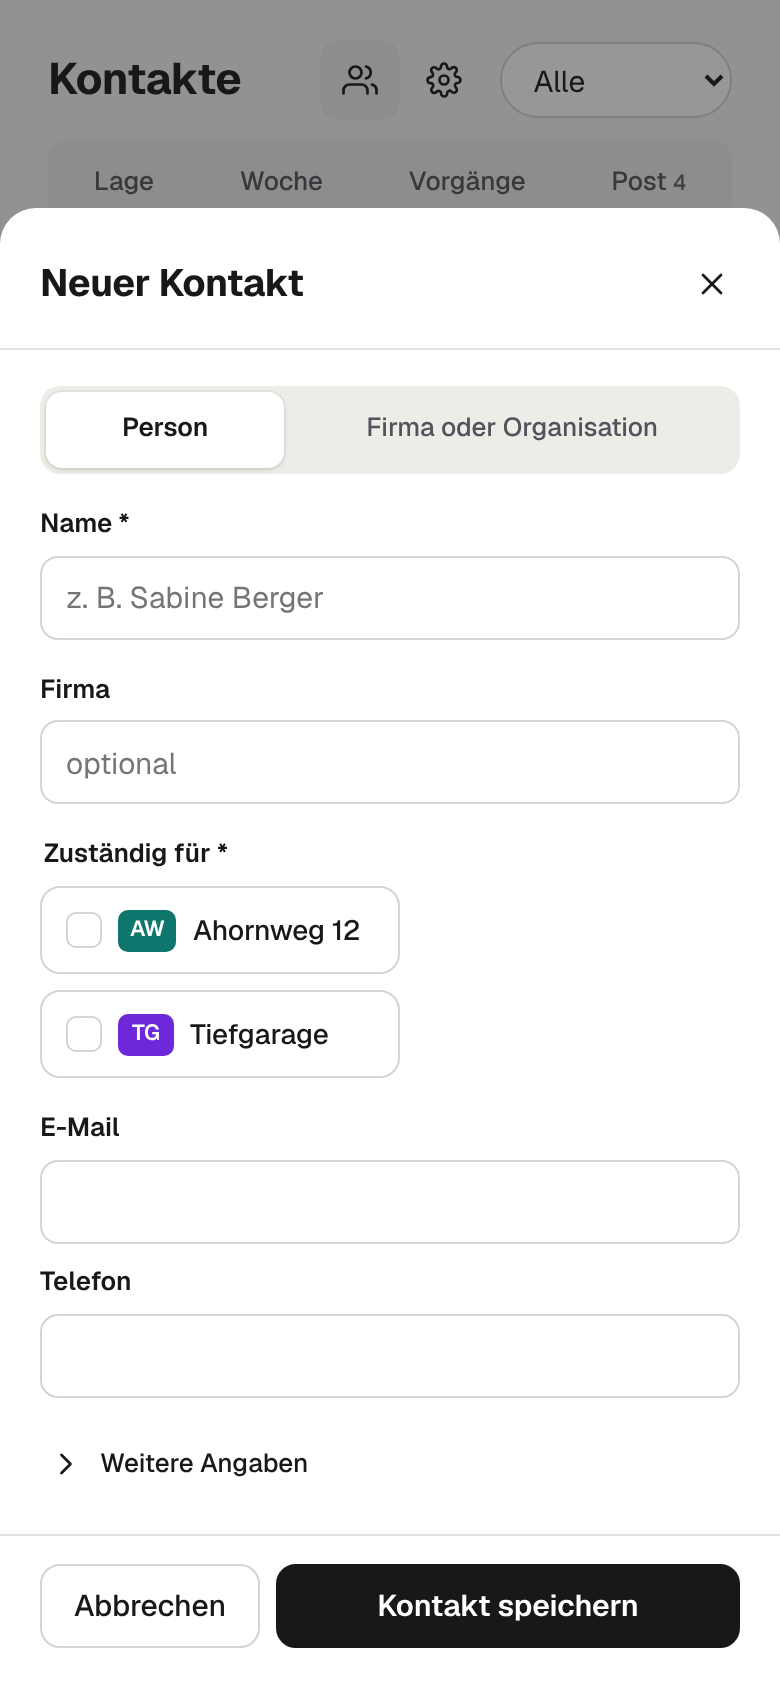 Kontakte
Alle
Lage Woche Vorgänge Post 4
Neuer Kontakt
Person Firma oder Organisation
Name *
z. B. Sabine Berger
Firma
optional
Zuständig für *
AW Ahornweg 12
TG Tiefgarage
E-Mail
Telefon
Weitere Angaben
Abbrechen Kontakt speichern